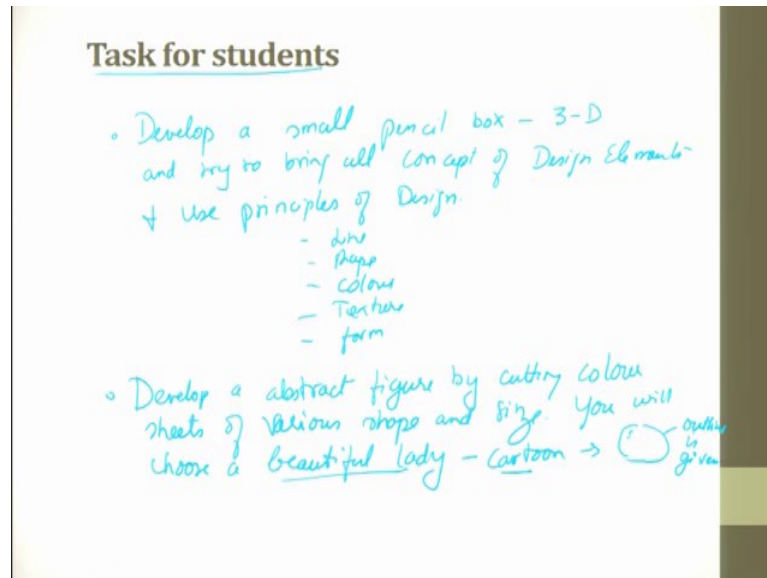 Task for students
• Develop a small pencil box - 3-D
and try to bring all concept of Design Elements
& use principles of Design.
- Line
- Shape
- Colour
- Texture
- form
• Develop a abstract figure by cutting colour
sheets of various shape and size. You will
choose a beautiful lady - cartoon → outline
is
given